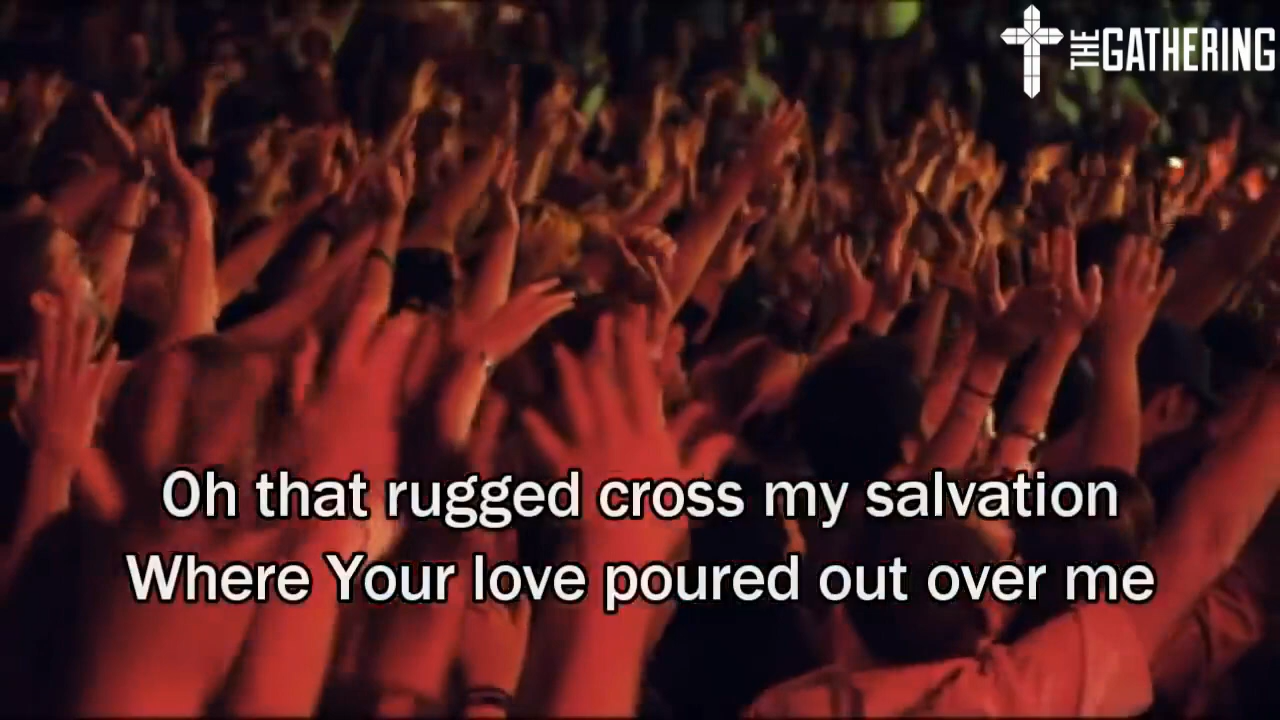 THE GATHERING
Oh that rugged cross my salvation
Where Your love poured out over me